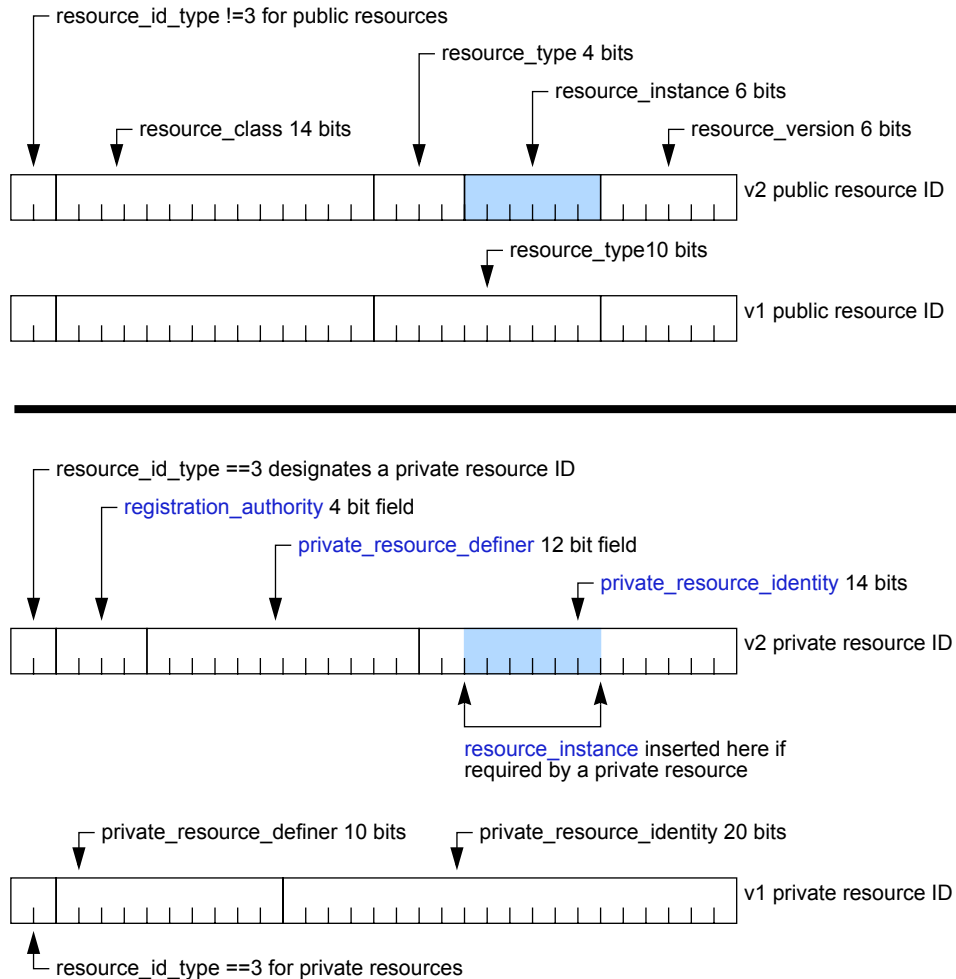 resource_id_type !=3 for public resources
resource_type 4 bits
resource_instance 6 bits
resource_class 14 bits
resource_version 6 bits
v2 public resource ID
resource_type10 bits
v1 public resource ID
resource_id_type ==3 designates a private resource ID
registration_authority 4 bit field
private_resource_definer 12 bit field
private_resource_identity 14 bits
v2 private resource ID
resource_instance inserted here if
required by a private resource
private_resource_definer 10 bits
private_resource_identity 20 bits
v1 private resource ID
resource_id_type ==3 for private resources